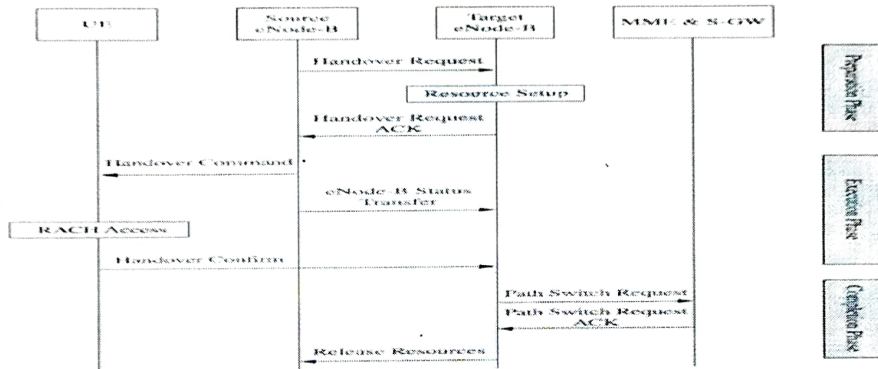 UE
Source
eNode-B
Target
eNode-B
MME & S-GW
Handover Request
Resource Setup
Preparation Phase
Handover Request
ACK
Handover Command
eNode-B Status
Transfer
Execution Phase
RACH Access
Handover Confirm
Path Switch Request
Path Switch Request
ACK
Completion Phase
Release Resources